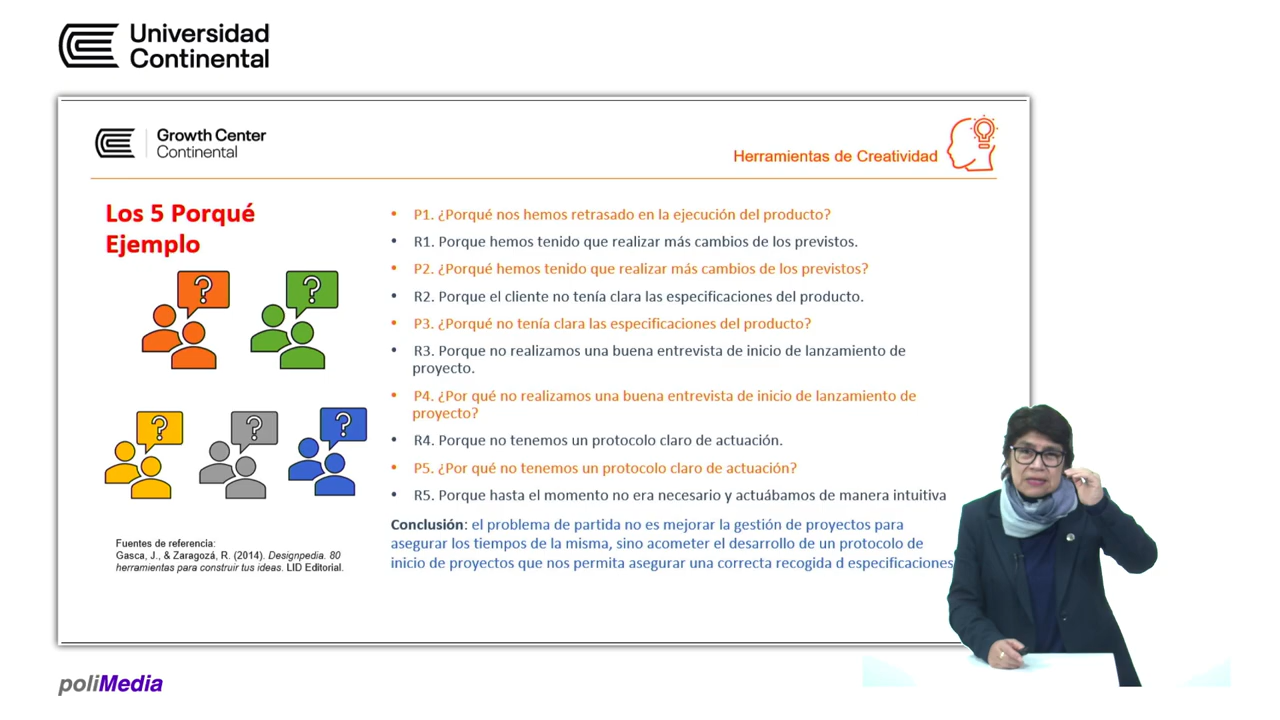 Universidad
Continental
Growth Center
Continental
Herramientas de Creatividad
Los 5 Porqué
Ejemplo
• P1. ¿Porqué nos hemos retrasado en la ejecución del producto?
• R1. Porque hemos tenido que realizar más cambios de los previstos.
• P2. ¿Porqué hemos tenido que realizar más cambios de los previstos?
• R2. Porque el cliente no tenía clara las especificaciones del producto.
• P3. ¿Porqué no tenía clara las especificaciones del producto?
• R3. Porque no realizamos una buena entrevista de inicio de lanzamiento de
proyecto.
• P4. ¿Por qué no realizamos una buena entrevista de inicio de lanzamiento de
proyecto?
• R4. Porque no tenemos un protocolo claro de actuación.
• P5. ¿Por qué no tenemos un protocolo claro de actuación?
• R5. Porque hasta el momento no era necesario y actuábamos de manera intuitiva
Conclusión: el problema de partida no es mejorar la gestión de proyectos para
asegurar los tiempos de la misma, sino acometer el desarrollo de un protocolo de
inicio de proyectos que nos permita asegurar una correcta recogida d especificaciones
?
?
?
?
?
Fuentes de referencia:
Gasca, J., & Zaragozá, R. (2014). Designpedia. 80
herramientas para construir tus ideas. LID Editorial.
poliMedia